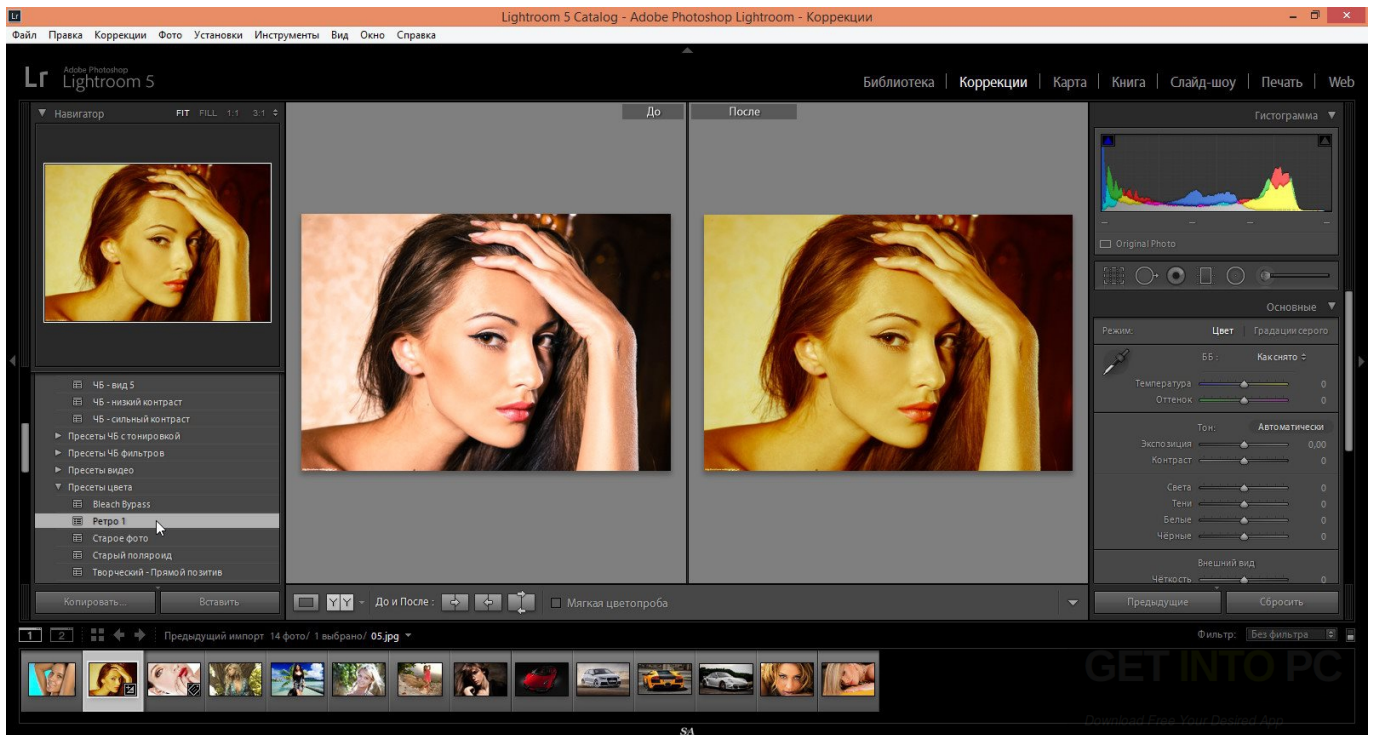 Lr Lightroom 5 Catalog - Adobe Photoshop Lightroom - Коррекции
Файл Правка Коррекции Фото Установки Инструменты Вид Окно Справка
Lr Adobe Photoshop
Lightroom 5
Библиотека | Коррекции | Карта | Книга | Слайд-шоу | Печать | Web
Навигатор FIT FILL 1:1 3:1
До После
Гистограмма
Original Photo
Основные
Режим: Цвет Градации серого
ББ: Как снято
Температура 0
Оттенок 0
Тон: Автоматически
Экспозиция 0,00
Контраст 0
Света 0
Тени 0
Белые 0
Чёрные 0
Внешний вид
Чёткость 0
ЧБ - вид 5
ЧБ - низкий контраст
ЧБ - сильный контраст
Пресеты ЧБ с тонировкой
Пресеты ЧБ фильтров
Пресеты видео
Пресеты цвета
Bleach Bypass
Ретро 1
Старое фото
Старый поляроид
Творческий - Прямой позитив
Копировать... Вставить
Y Y До и После : Мягкая цветопроба
Предыдущие Сбросить
1 2 Предыдущий импорт 14 фото/ 1 выбрано/ 05.jpg
Фильтр: Без фильтра
GET INTO PC
Download Free Your Desired App
SA